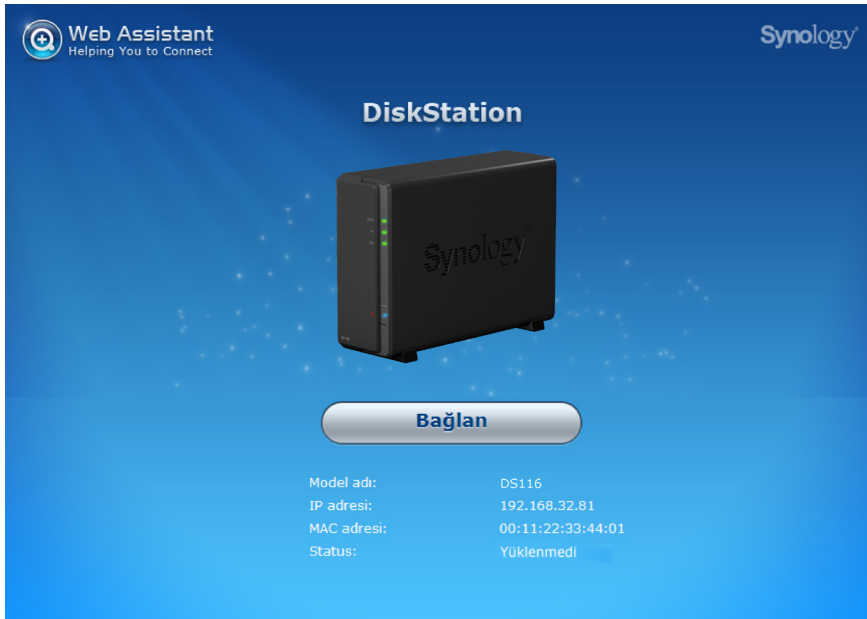 Web Assistant
Helping You to Connect
Synology
DiskStation
Synology
Bağlan
Model adı: DS116
IP adresi: 192.168.32.81
MAC adresi: 00:11:22:33:44:01
Status: Yüklenmedi